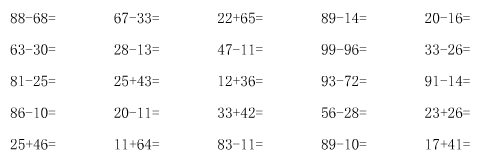 88-68= 67-33= 22+65= 89-14= 20-16=
63-30= 28-13= 47-11= 99-96= 33-26=
81-25= 25+43= 12+36= 93-72= 91-14=
86-10= 20-11= 33+42= 56-28= 23+26=
25+46= 11+64= 83-11= 89-10= 17+41=